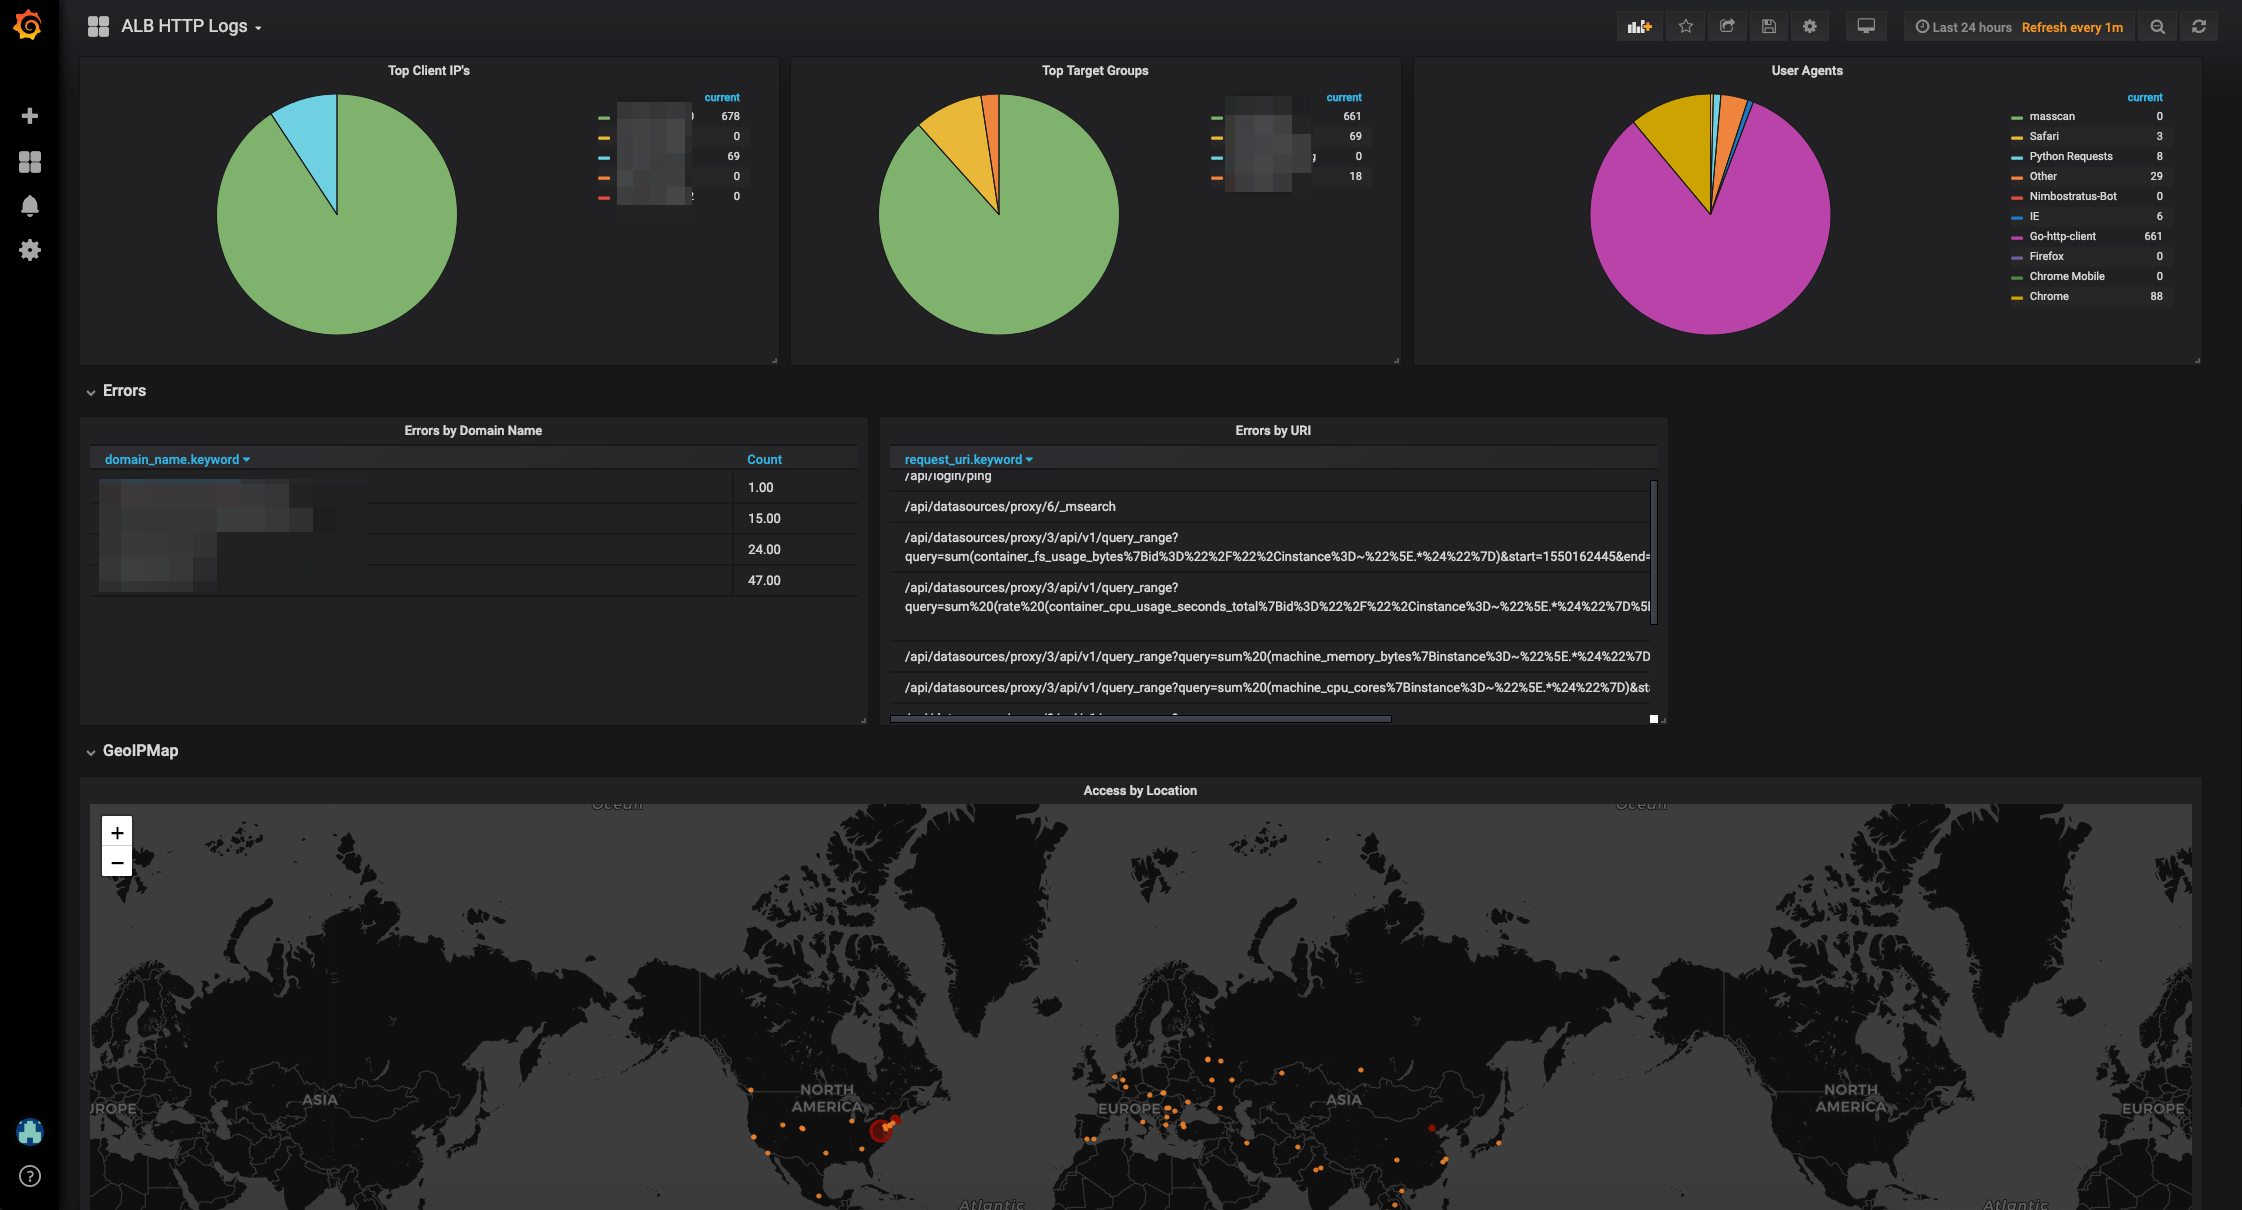 ALB HTTP Logs
Last 24 hours Refresh every 1m
Top Client IP's
current
678
0
69
0
0
Top Target Groups
current
661
69
0
18
User Agents
current
masscan 0
Safari 3
Python Requests 8
Other 29
Nimbostratus-Bot 0
IE 6
Go-http-client 661
Firefox 0
Chrome Mobile 0
Chrome 88
Errors
Errors by Domain Name
domain_name.keyword Count
1.00
15.00
24.00
47.00
Errors by URI
request_uri.keyword
/api/login/ping
/api/datasources/proxy/6/_msearch
/api/datasources/proxy/3/api/v1/query_range?
query=sum(container_fs_usage_bytes%7Bid%3D%22%2F%22%2Cinstance%3D~%22%5E.*%24%22%7D)&start=1550162445&end=
/api/datasources/proxy/3/api/v1/query_range?
query=sum%20(rate%20(container_cpu_usage_seconds_total%7Bid%3D%22%2F%22%2Cinstance%3D~%22%5E.*%24%22%7D%5
/api/datasources/proxy/3/api/v1/query_range?query=sum%20(machine_memory_bytes%7Binstance%3D~%22%5E.*%24%22%7D
/api/datasources/proxy/3/api/v1/query_range?query=sum%20(machine_cpu_cores%7Binstance%3D~%22%5E.*%24%22%7D)&st
GeoIPMap
Access by Location
+
−
Ocean
Ocean
NORTH
AMERICA
NORTH
AMERICA
ASIA
ASIA
UROPE
EUROPE
EUROPE
Atlantic
Atlantic